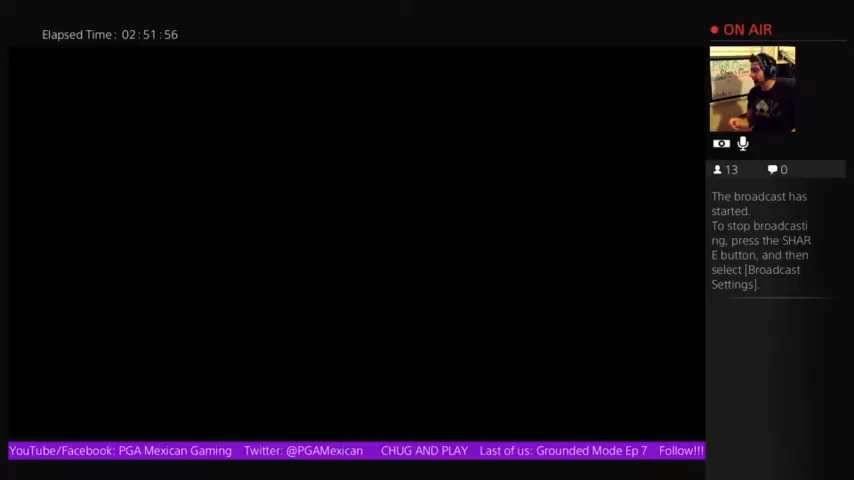 Elapsed Time: 02:51:56
ON AIR
13
0
The broadcast has
started.
To stop broadcasti
ng, press the SHAR
E button, and then
select [Broadcast
Settings].
YouTube/Facebook: PGA Mexican Gaming Twitter: @PGAMexican CHUG AND PLAY Last of us: Grounded Mode Ep 7 Follow!!!